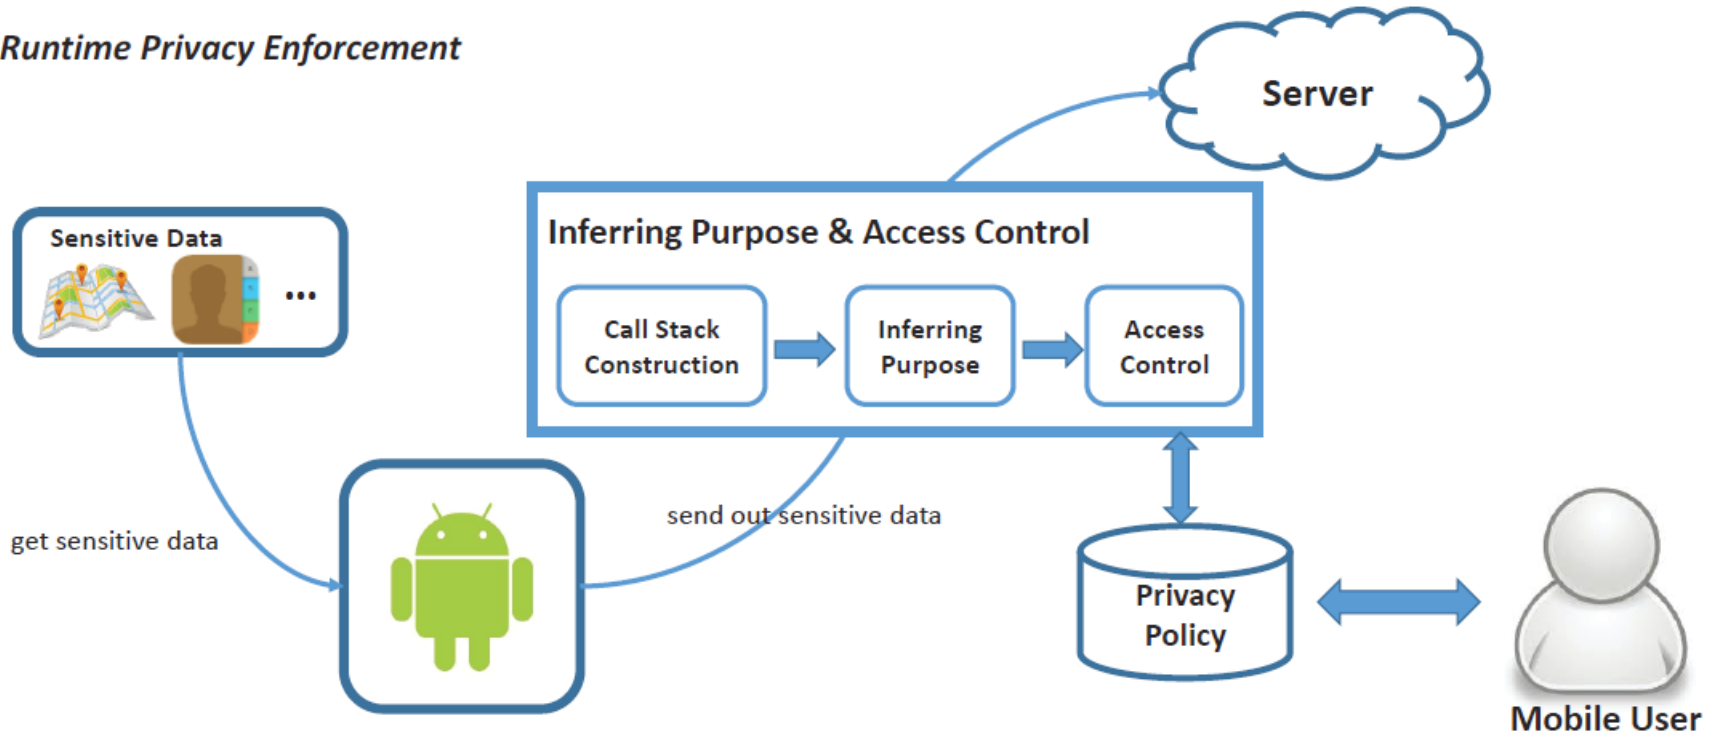 Runtime Privacy Enforcement
Server
Inferring Purpose & Access Control
Sensitive Data
...
Call Stack
Construction
Inferring
Purpose
Access
Control
send out sensitive data
get sensitive data
Privacy
Policy
Mobile User